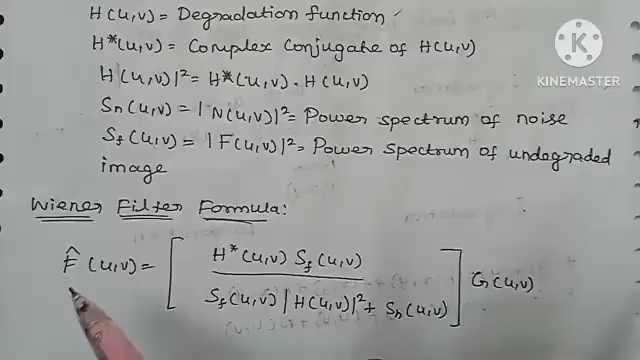 H(u,v) = Degradation function
H*(u,v) = Complex Conjugate of H(u,v)
H(u,v)|² = H*(u,v) . H(u,v)
Sn(u,v) = |N(u,v)|² = Power spectrum of noise
Sf(u,v) = |F(u,v)|² = Power Spectrum of undegraded
image
Wiener Filter Formula:
F̂(u,v) = [ H*(u,v) Sf(u,v) / Sf(u,v) |H(u,v)|² + Sn(u,v) ] G(u,v)
K
KINEMASTER